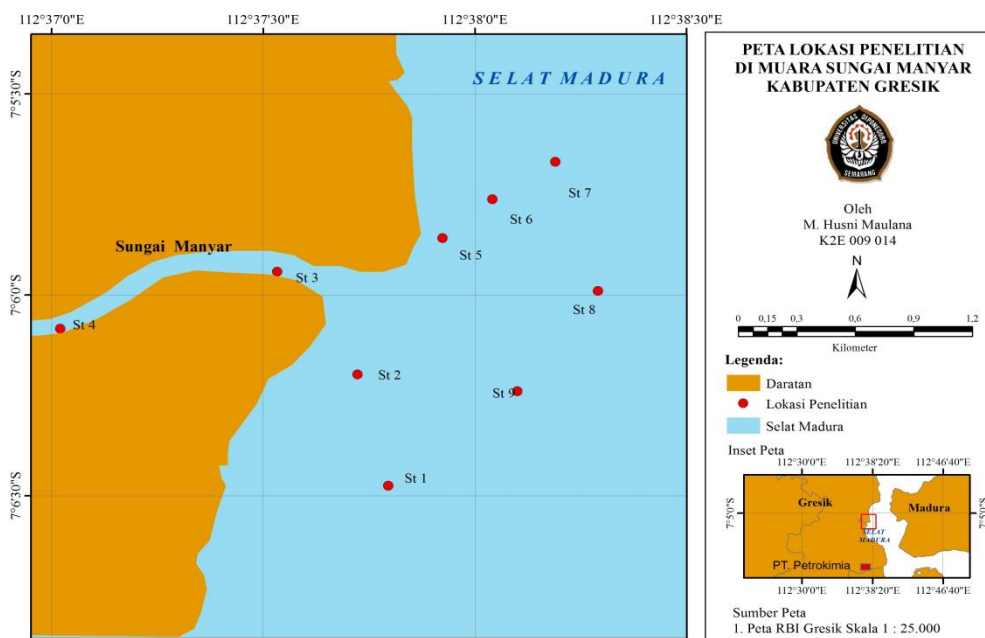 112°37'0"E 112°37'30"E 112°38'0"E 112°38'30"E
7°5'30"S
7°6'0"S
7°6'30"S
SELAT MADURA
St 7
St 6
Sungai Manyar
St 5
St 3
St 8
St 4
St 2
St 9
St 1
PETA LOKASI PENELITIAN
DI MUARA SUNGAI MANYAR
KABUPATEN GRESIK
UNIVERSITAS DIPONEGORO
SEMARANG
Oleh
M. Husni Maulana
K2E 009 014
N
0 0,15 0,3 0,6 0,9 1,2
Kilometer
Legenda:
Daratan
Lokasi Penelitian
Selat Madura
Inset Peta
112°30'0"E 112°38'20"E 112°46'40"E
Gresik
Madura
7°5'0"S 7°5'0"S
SELAT
MADURA
PT. Petrokimia
112°30'0"E 112°38'20"E 112°46'40"E
Sumber Peta
1. Peta RBI Gresik Skala 1 : 25.000